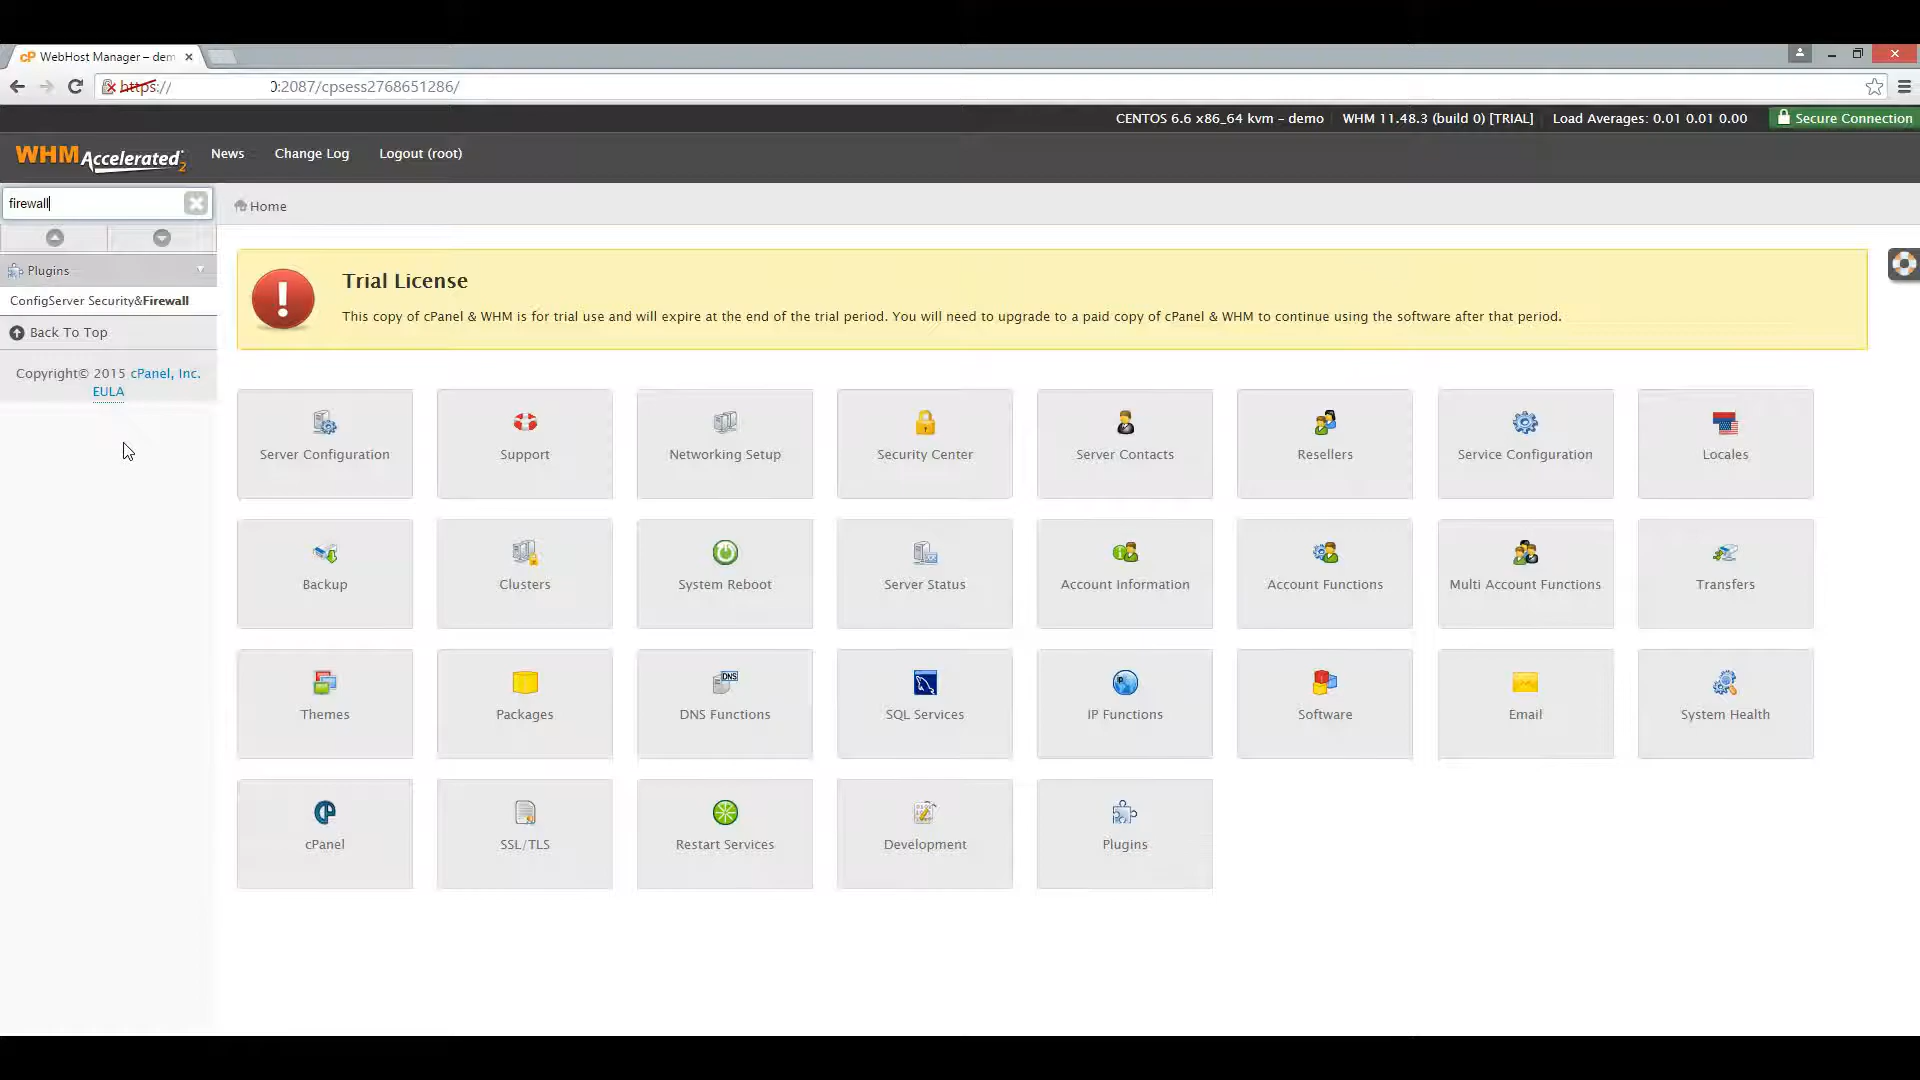 cP WebHost Manager – dem
https:// 0:2087/cpsess2768651286/
CENTOS 6.6 x86_64 kvm – demo WHM 11.48.3 (build 0) [TRIAL] Load Averages: 0.01 0.01 0.00 Secure Connection
WHM Accelerated 2 News Change Log Logout (root)
firewall
Home
Plugins
ConfigServer Security&Firewall
Back To Top
Copyright© 2015 cPanel, Inc.
EULA
Trial License
This copy of cPanel & WHM is for trial use and will expire at the end of the trial period. You will need to upgrade to a paid copy of cPanel & WHM to continue using the software after that period.
Server Configuration Support Networking Setup Security Center Server Contacts Resellers Service Configuration Locales
Backup Clusters System Reboot Server Status Account Information Account Functions Multi Account Functions Transfers
DNS
Themes Packages DNS Functions SQL Services IP Functions Software Email System Health
cPanel SSL/TLS Restart Services Development Plugins